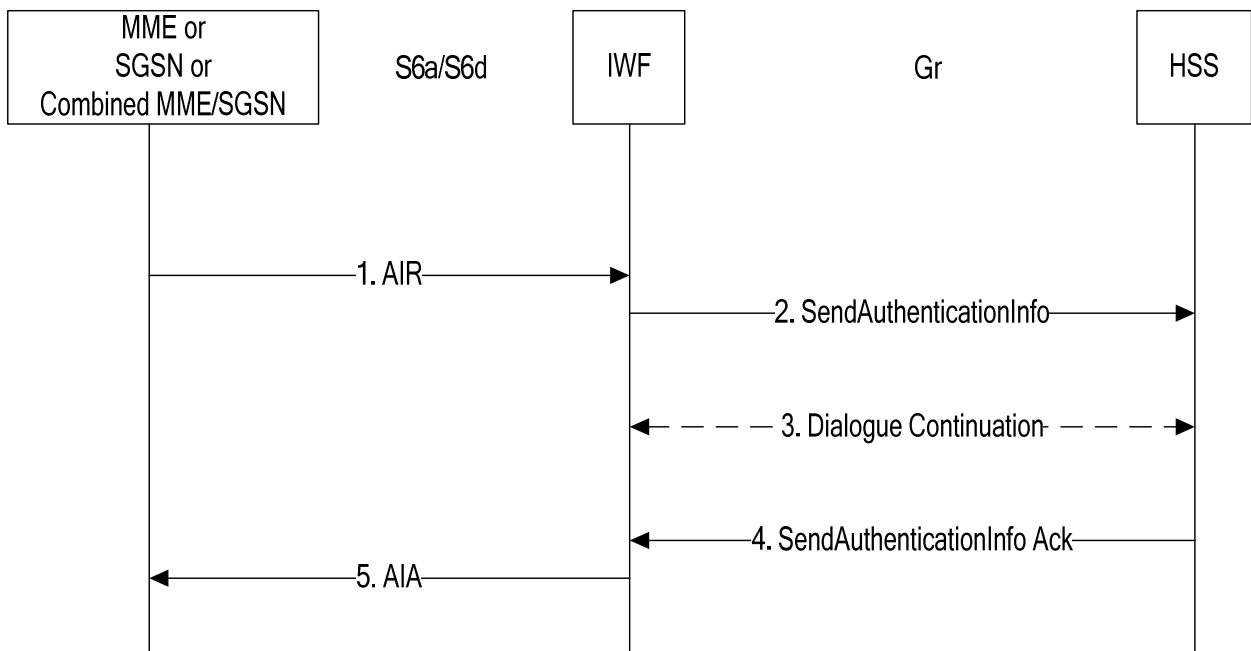 MME or
SGSN or
Combined MME/SGSN
S6a/S6d
IWF
Gr
HSS
1. AIR
2. SendAuthenticationInfo
3. Dialogue Continuation
4. SendAuthenticationInfo Ack
5. AIA